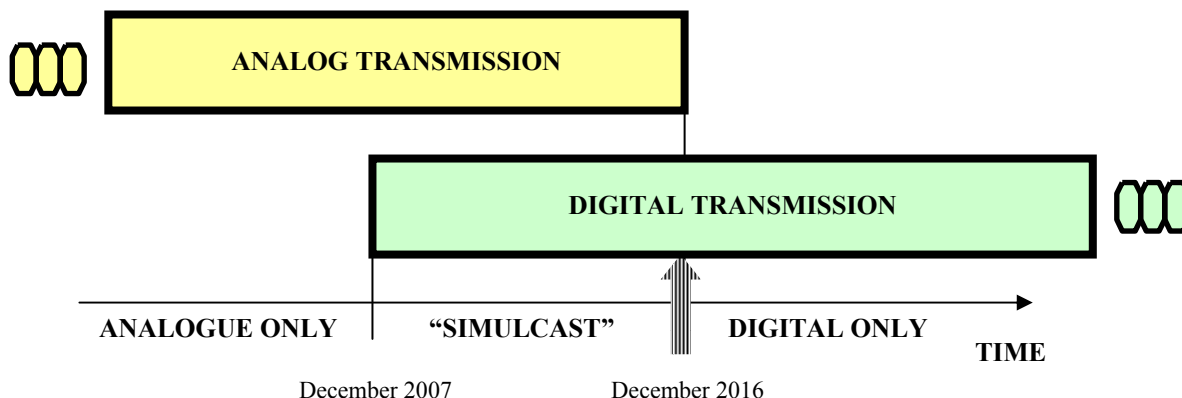 ANALOG TRANSMISSION
DIGITAL TRANSMISSION
ANALOGUE ONLY “SIMULCAST” DIGITAL ONLY
TIME
December 2007 December 2016